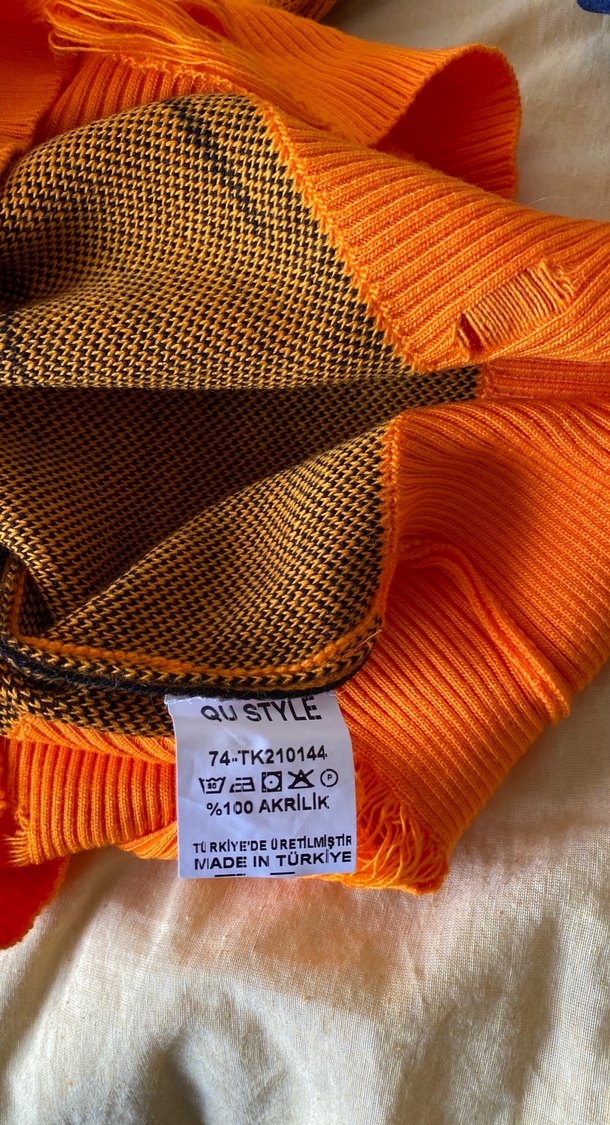 QU STYLE
74-TK210144
%100 AKRİLİK
TÜRKİYE'DE ÜRETİLMİŞTİR
MADE IN TÜRKİYE